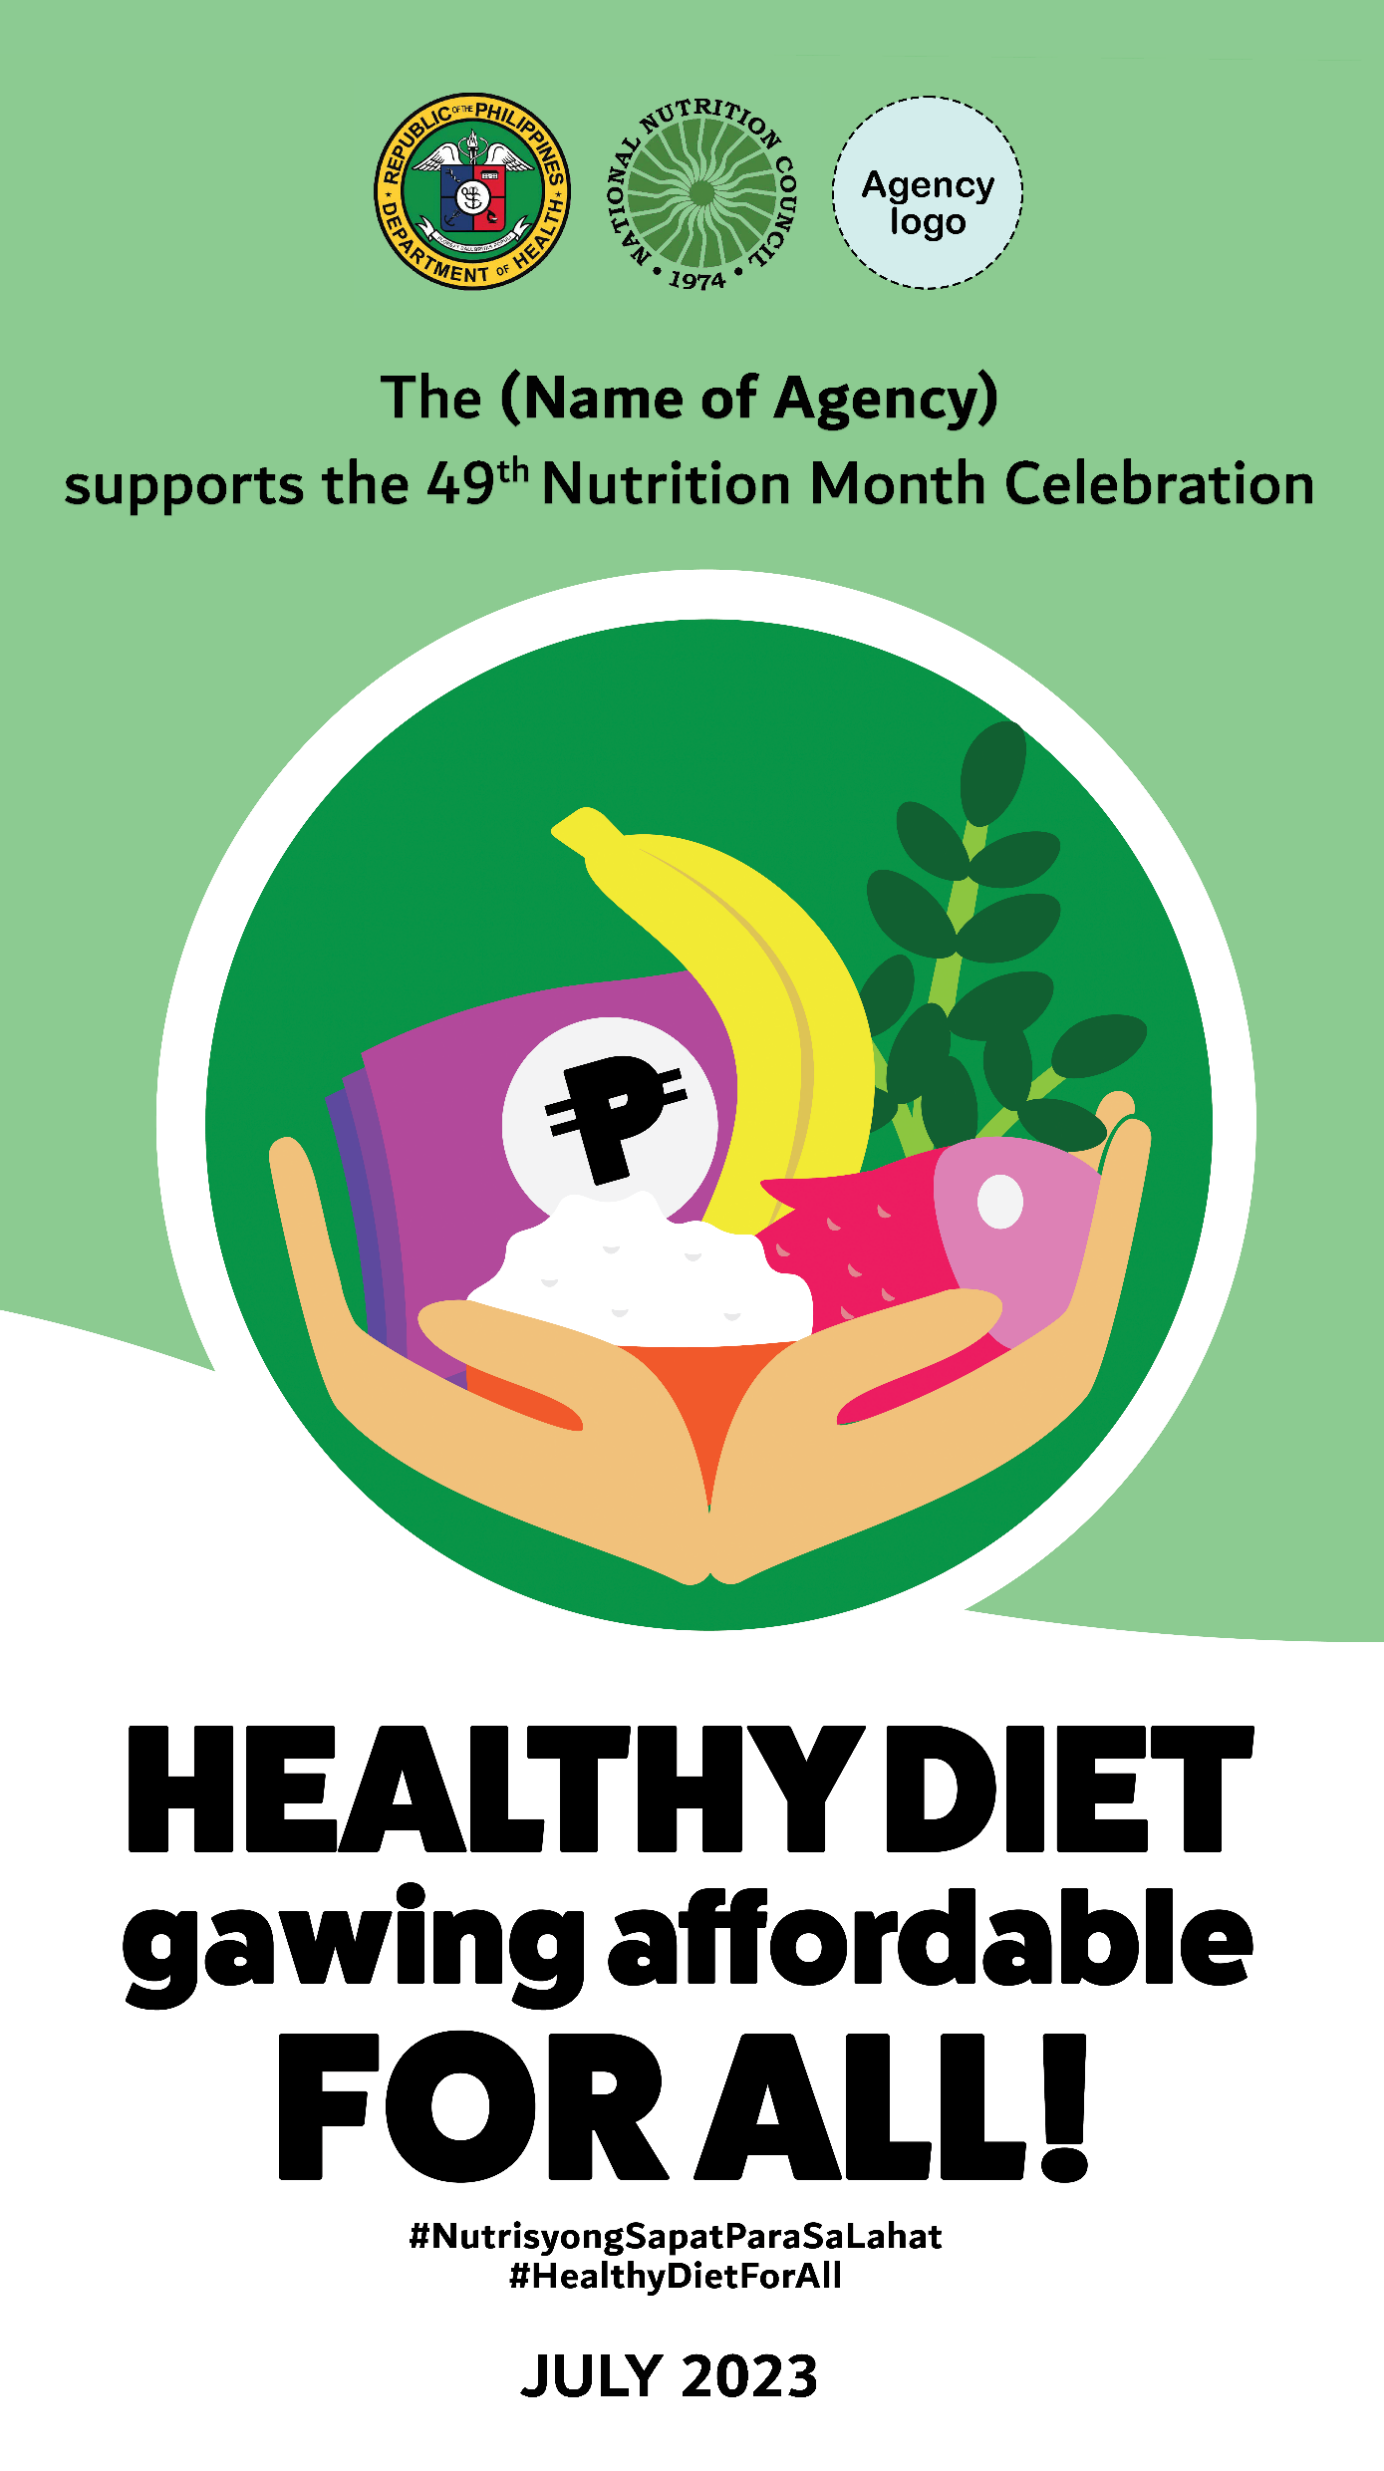 REPUBLIC OF THE PHILIPPINES
DEPARTMENT OF HEALTH
NATIONAL NUTRITION COUNCIL
1974
Agency
logo
The (Name of Agency)
supports the 49th Nutrition Month Celebration
P
HEALTHY DIET
gawing affordable
FOR ALL!
#NutrisyongSapatParaSaLahat
#HealthyDietForAll
JULY 2023